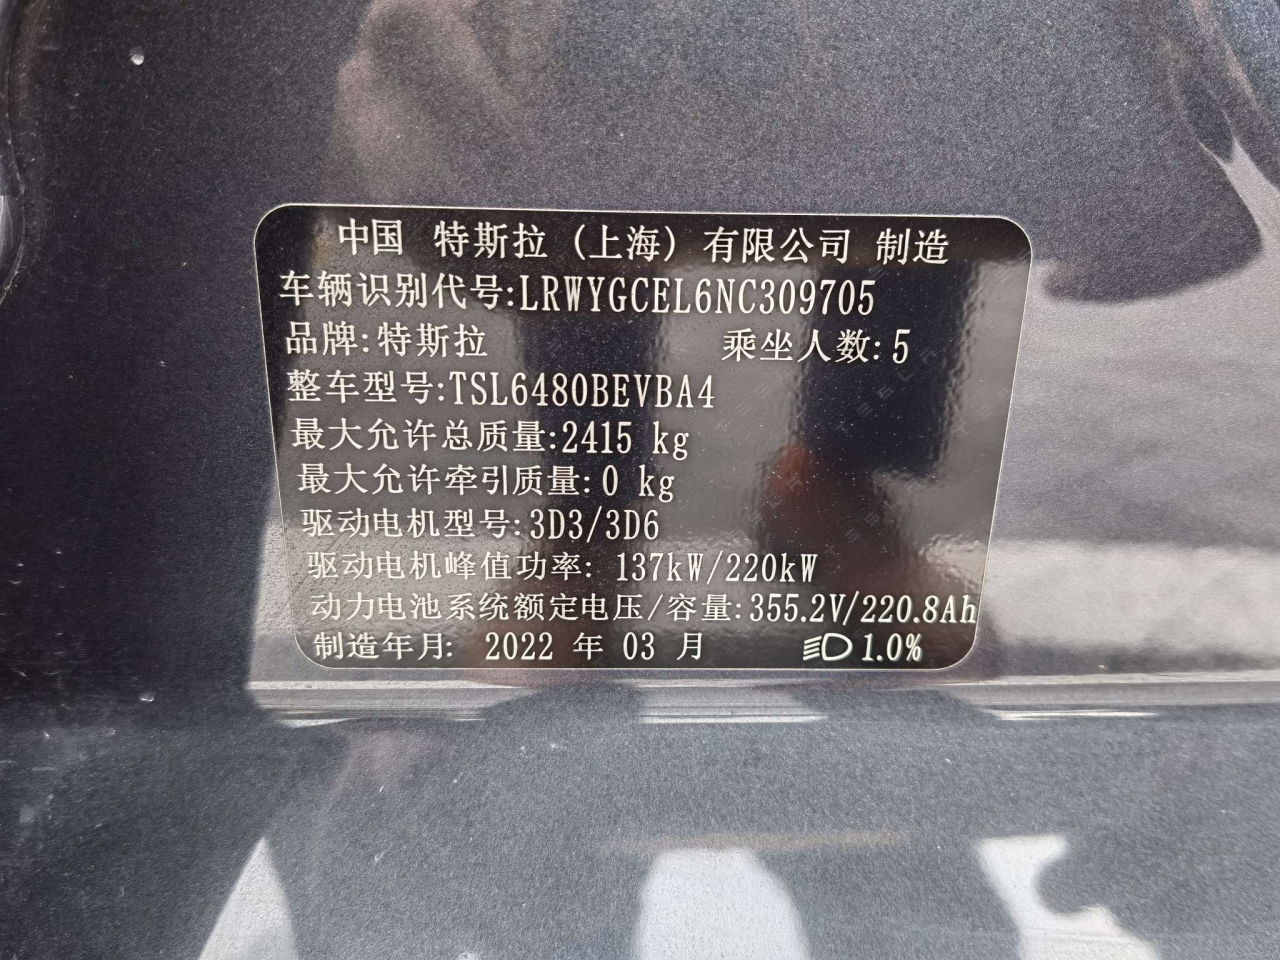 中国 特斯拉(上海)有限公司 制造
车辆识别代号:LRWYGCEL6NC309705
品牌:特斯拉 乘坐人数:5
整车型号:TSL6480BEVBA4
最大允许总质量:2415 kg
最大允许牵引质量:0 kg
驱动电机型号:3D3/3D6
驱动电机峰值功率: 137kW/220kW
动力电池系统额定电压/容量:355.2V/220.8Ah
制造年月: 2022 年 03 月 1.0%